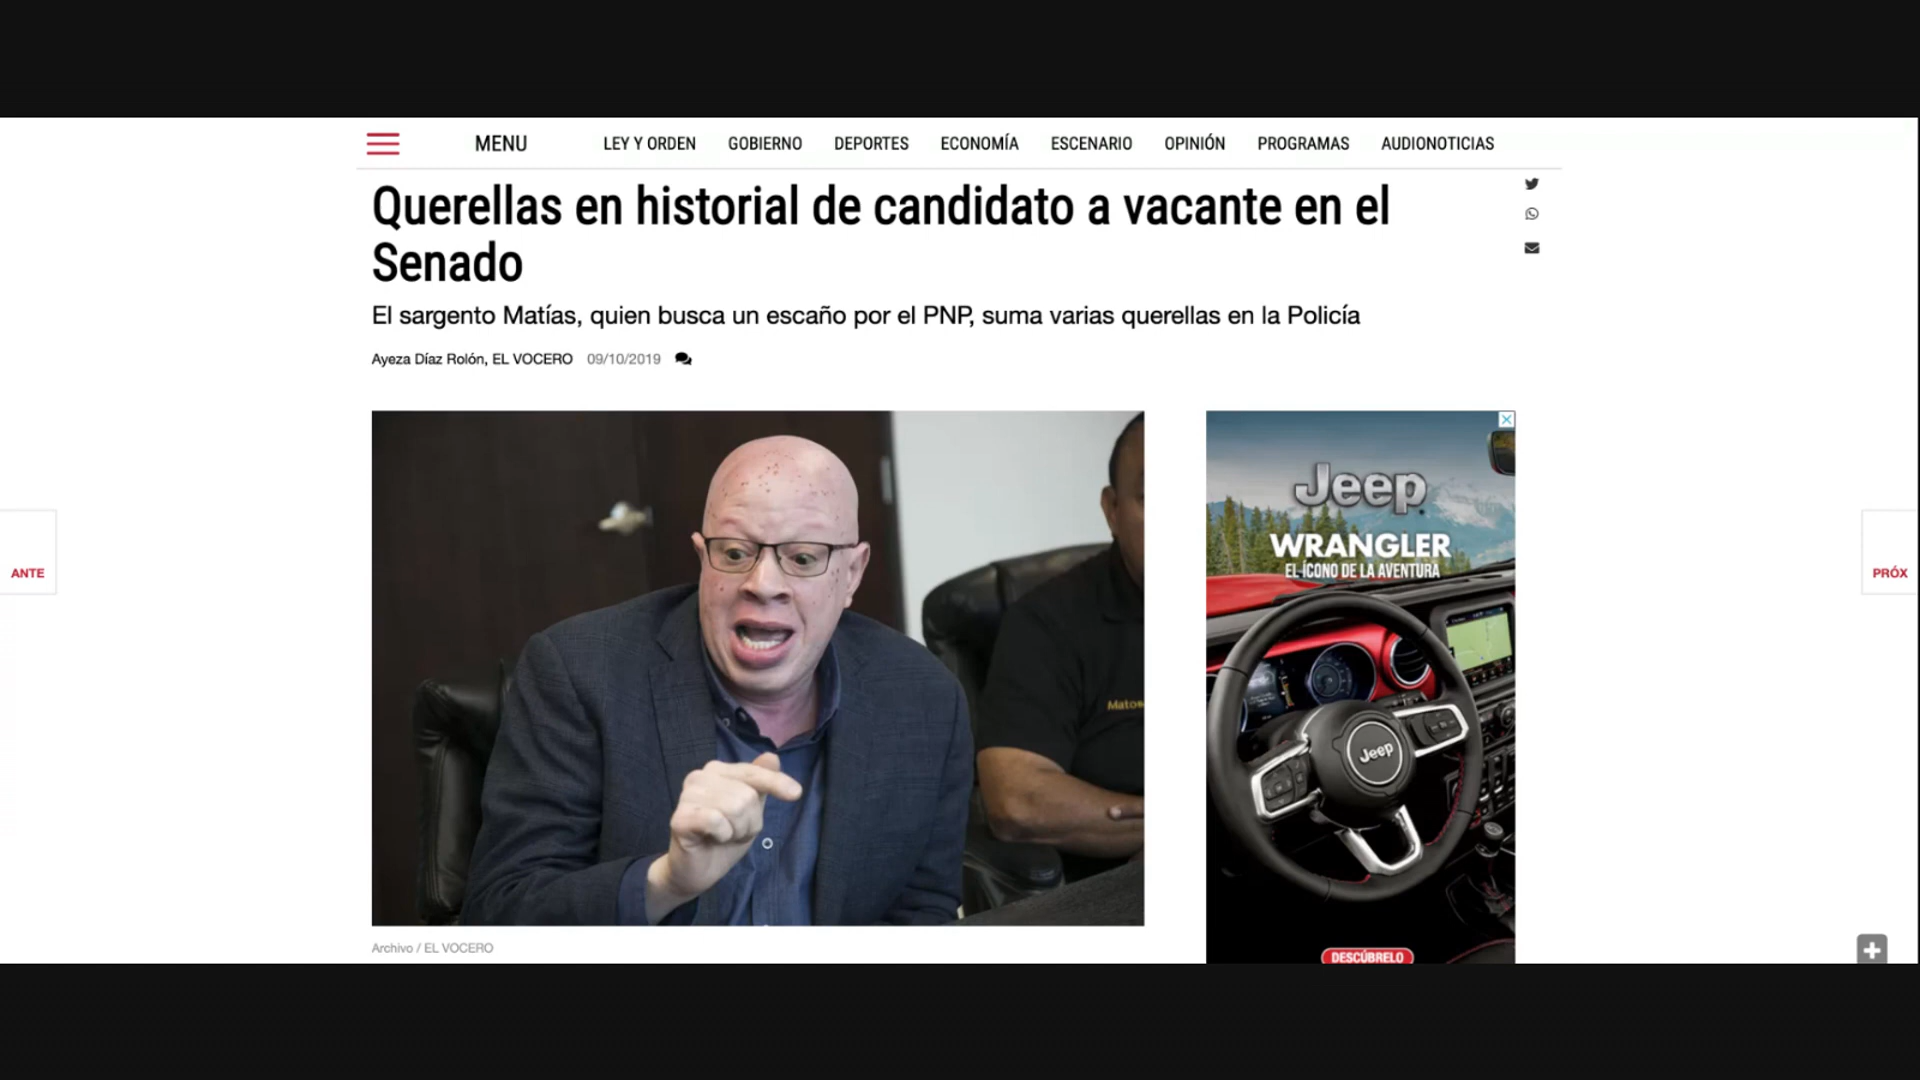 MENU LEY Y ORDEN GOBIERNO DEPORTES ECONOMÍA ESCENARIO OPINIÓN PROGRAMAS AUDIONOTICIAS
Querellas en historial de candidato a vacante en el
Senado
El sargento Matías, quien busca un escaño por el PNP, suma varias querellas en la Policía
Ayeza Díaz Rolón, EL VOCERO 09/10/2019
Jeep
WRANGLER
EL ÍCONO DE LA AVENTURA
ANTE
PRÓX
Jeep
DESCÚBRELO
Archivo / EL VOCERO